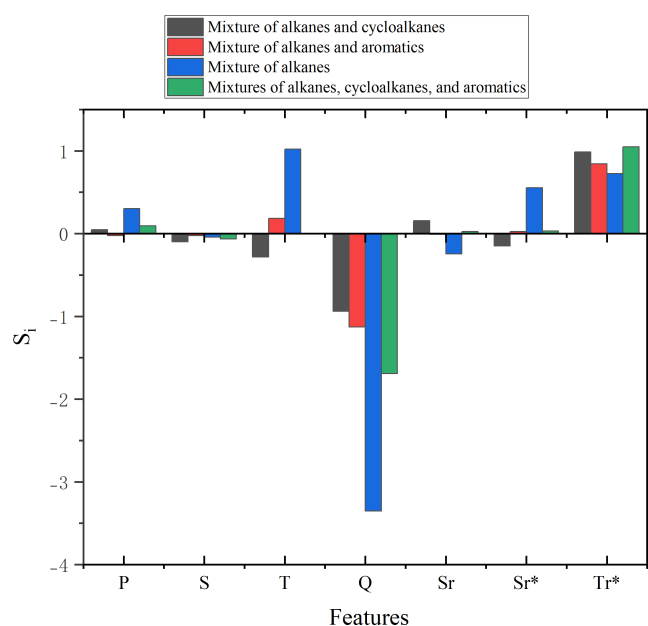 Mixture of alkanes and cycloalkanes
Mixture of alkanes and aromatics
Mixture of alkanes
Mixtures of alkanes, cycloalkanes, and aromatics
1
0
-1
-2
-3
-4
Si
P S T Q Sr Sr* Tr*
Features